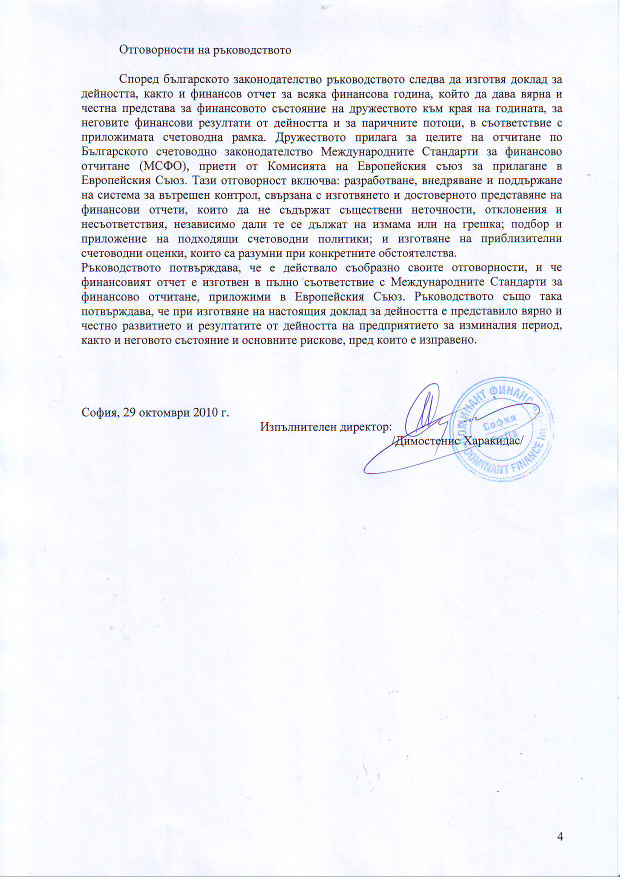 Отговорности на ръководството
Според българското законодателство ръководството следва да изготвя доклад за
дейността, както и финансов отчет за всяка финансова година, който да дава вярна и
честна представа за финансовото състояние на дружеството към края на годината, за
неговите финансови резултати от дейността и за паричните потоци, в съответствие с
приложимата счетоводна рамка. Дружеството прилага за целите на отчитане по
Българското счетоводно законодателство Международните Стандарти за финансово
отчитане (МСФО), приети от Комисията на Европейския съюз за прилагане в
Европейския Съюз. Тази отговорност включва: разработване, внедряване и поддържане
на система за вътрешен контрол, свързана с изготвянето и достоверното представяне на
финансови отчети, които да не съдържат съществени неточности, отклонения и
несъответствия, независимо дали те се дължат на измама или на грешка; подбор и
приложение на подходящи счетоводни политики; и изготвяне на приблизителни
счетоводни оценки, които са разумни при конкретните обстоятелства.
Ръководството потвърждава, че е действало съобразно своите отговорности, и че
финансовият отчет е изготвен в пълно съответствие с Международните Стандарти за
финансово отчитане, приложими в Европейския Съюз. Ръководството също така
потвърждава, че при изготвяне на настоящия доклад за дейността е представило вярно и
честно развитието и резултатите от дейността на предприятието за изминалия период,
както и неговото състояние и основните рискове, пред които е изправено.
София, 29 октомври 2010 г.
Изпълнителен директор:
/Димостенис Харакидас/
ДОМИНАНТ ФИНАНС
София
DOMINANT FINANCE Inc.
4